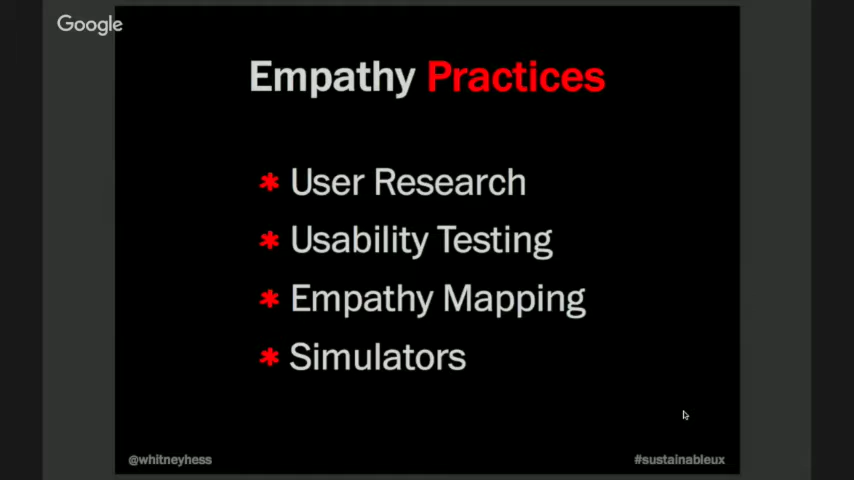 Google
Empathy Practices
* User Research
* Usability Testing
* Empathy Mapping
* Simulators
@whitneyhess
#sustainableux